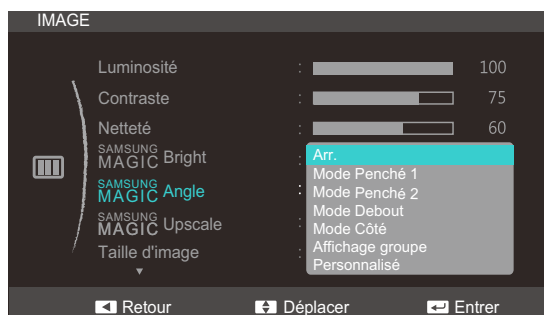 IMAGE
Luminosité : 100
Contraste : 75
Netteté : 60
SAMSUNG MAGIC Bright :
SAMSUNG MAGIC Angle :
SAMSUNG MAGIC Upscale :
Taille d'image :
Arr.
Mode Penché 1
Mode Penché 2
Mode Debout
Mode Côté
Affichage groupe
Personnalisé
Retour Déplacer Entrer